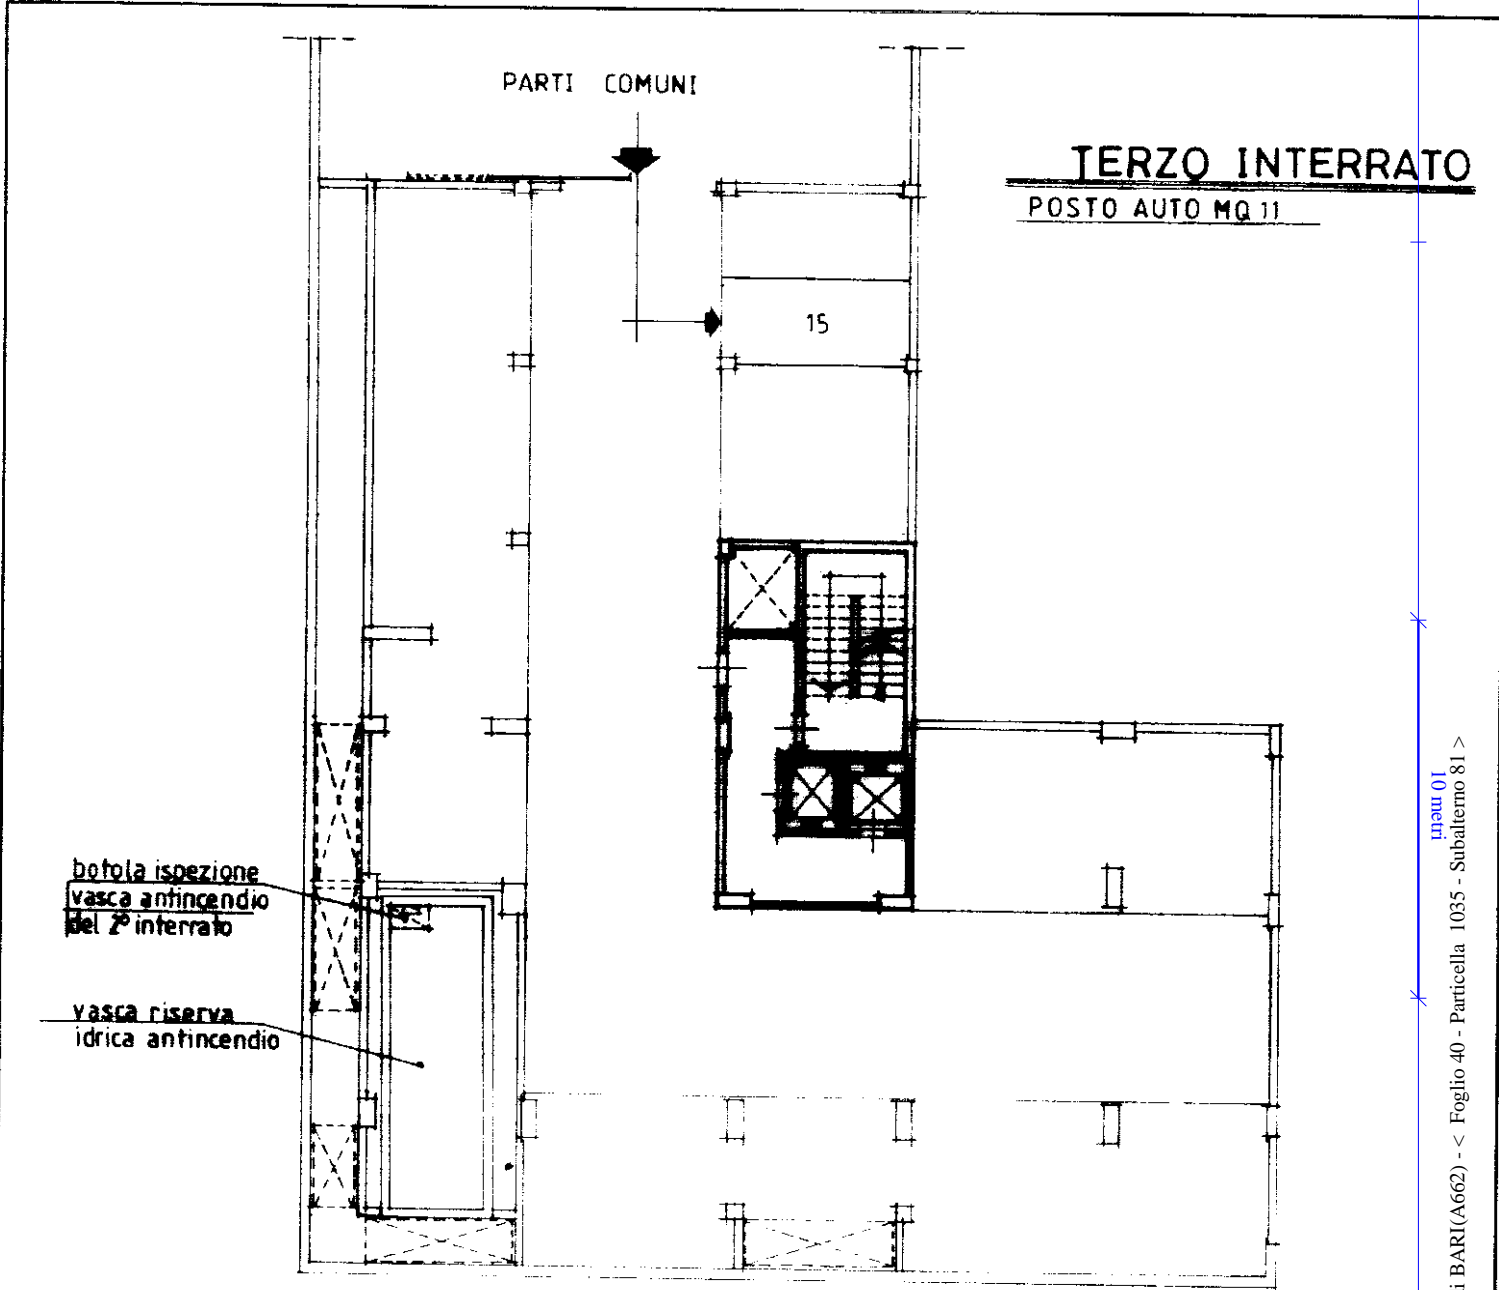 PARTI COMUNI
TERZO INTERRATO
POSTO AUTO MQ 11
15
botola ispezione
vasca antincendio
del 2° interrato
vasca riserva
idrica antincendio
10 metri
i BARI(A662) - < Foglio 40 - Particella 1035 - Subalterno 81 >